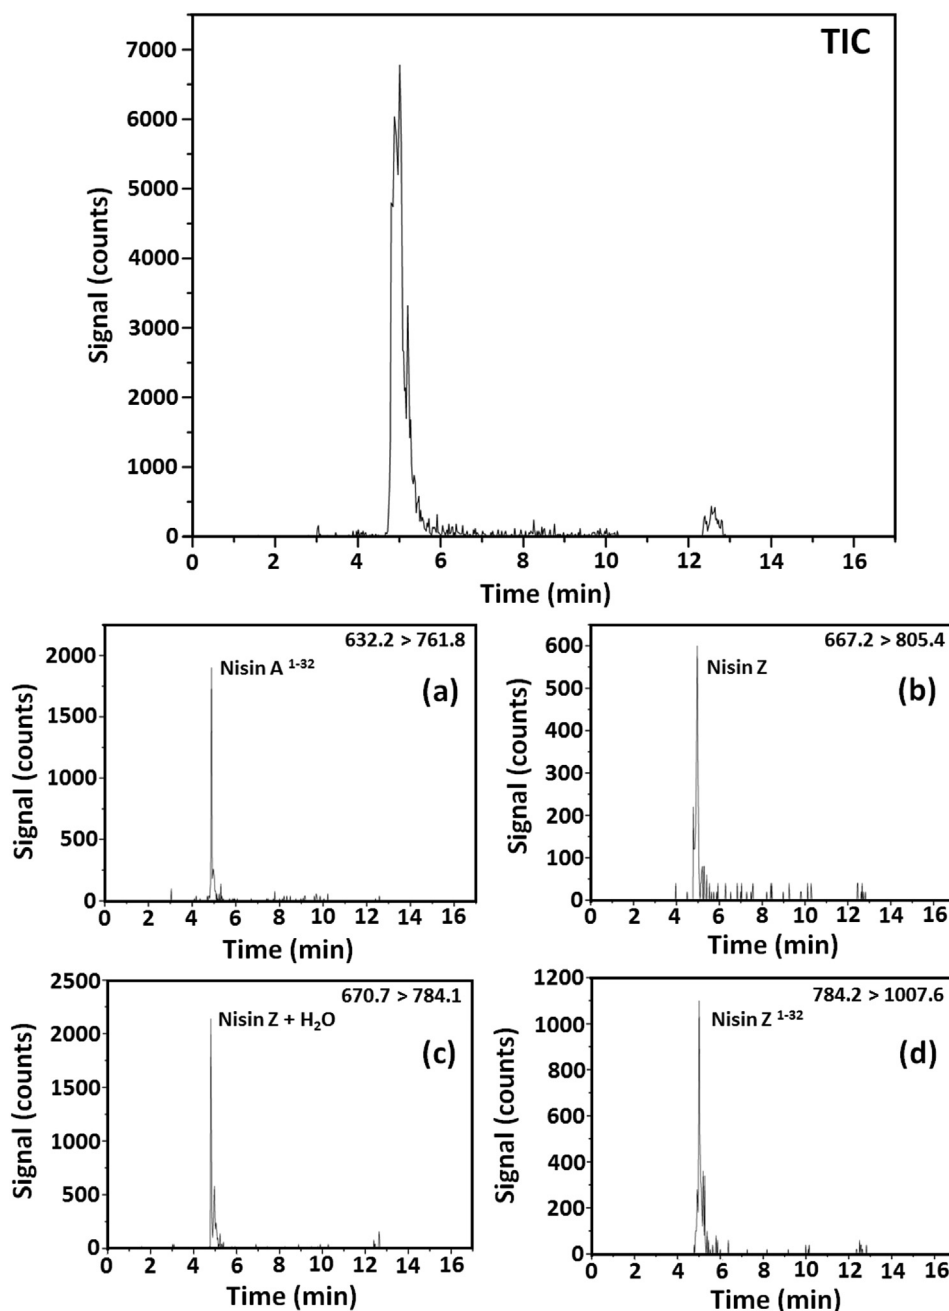 TIC
7000
6000
5000
4000
3000
2000
1000
0
Signal (counts)
0 2 4 6 8 10 12 14 16
Time (min)
632.2 > 761.8
Nisin A 1-32
(a)
2000
1500
1000
500
0
Signal (counts)
0 2 4 6 8 10 12 14 16
Time (min)
667.2 > 805.4
Nisin Z
(b)
600
500
400
300
200
100
0
Signal (counts)
0 2 4 6 8 10 12 14 16
Time (min)
670.7 > 784.1
Nisin Z + H₂O
(c)
2500
2000
1500
1000
500
0
Signal (counts)
0 2 4 6 8 10 12 14 16
Time (min)
784.2 > 1007.6
Nisin Z 1-32
(d)
1200
1000
800
600
400
200
0
Signal (counts)
0 2 4 6 8 10 12 14 16
Time (min)